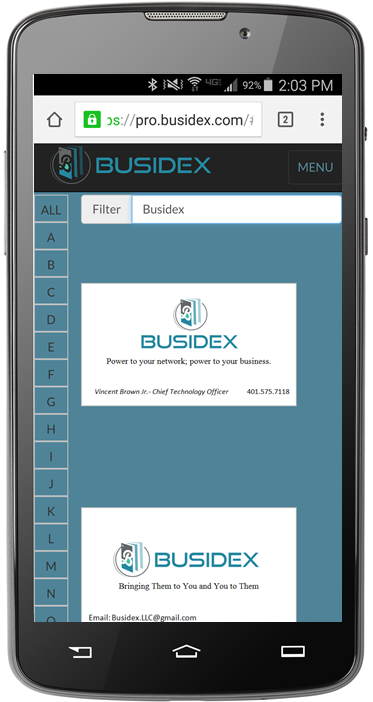 4G 92% 2:03 PM
os://pro.busidex.com/# 2
BUSIDEX MENU
ALL
Filter Busidex
A
B
C
D
E
F
G
H
I
J
K
L
M
N
O
BUSIDEX
Power to your network; power to your business.
Vincent Brown Jr.- Chief Technology Officer 401.575.7118
BUSIDEX
Bringing Them to You and You to Them
Email: Busidex.LLC@gmail.com